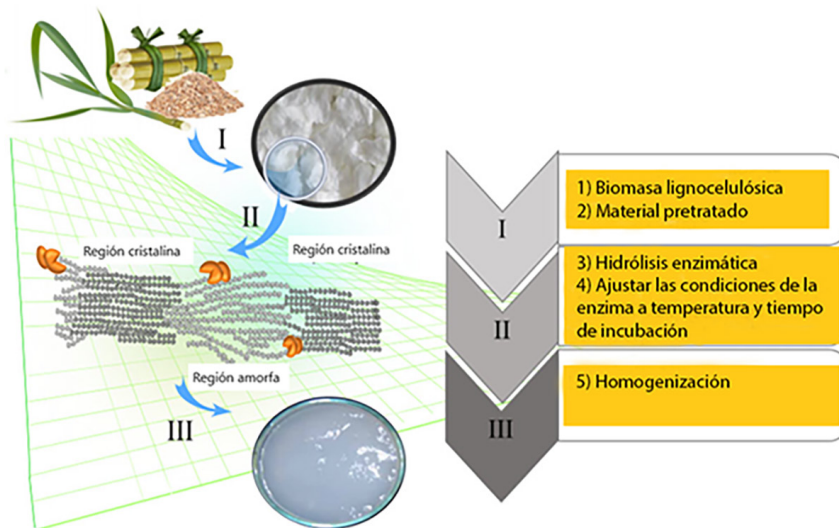 I
II
Región cristalina
Región cristalina
Región amorfa
III
I
1) Biomasa lignocelulósica
2) Material pretratado
II
3) Hidrólisis enzimática
4) Ajustar las condiciones de la
enzima a temperatura y tiempo
de incubación
III
5) Homogenización